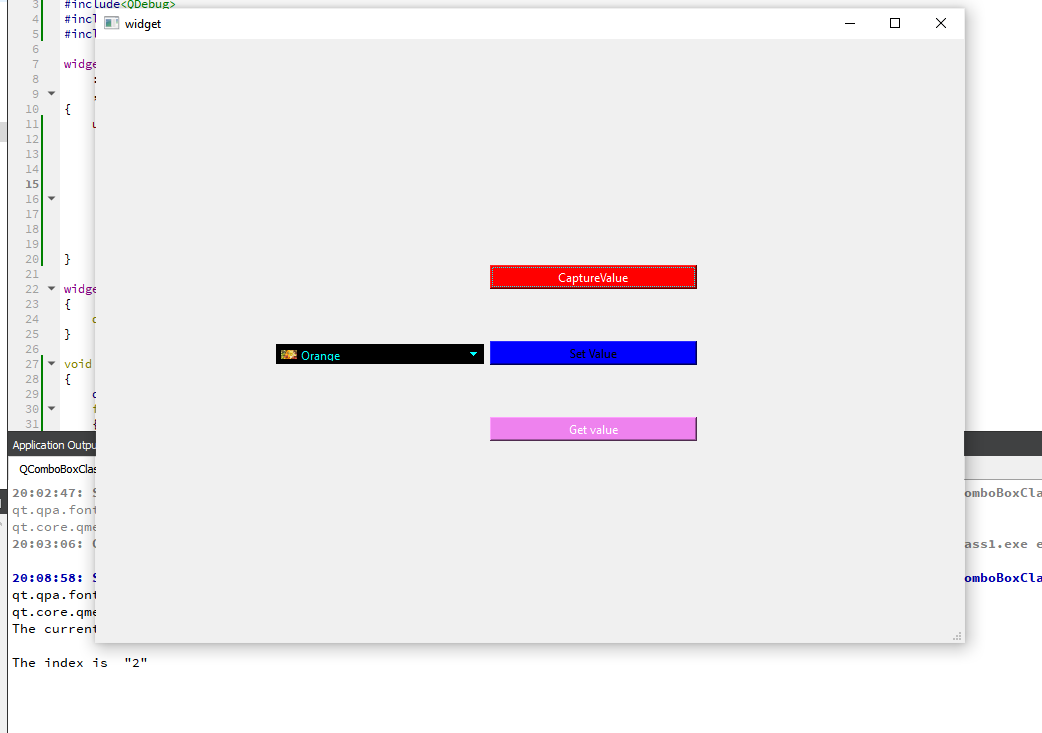 3 #include<QDebug>
4 #incl
5 #incl
6
7 widge
8 :
9 ,
10 {
11 u
12
13
14
15
16
17
18
19
20 }
21
22 widge
23 {
24
25 }
26
27 void
28 {
29
30
31 {
widget
CaptureValue
Orange
Set Value
Get value
Application Outpu
QComboBoxClas
20:02:47: S omboBoxCla
qt.qpa.font
qt.core.qme
20:03:06: ass1.exe e
20:08:58: S omboBoxCla
qt.qpa.font
qt.core.qme
The current
The index is "2"